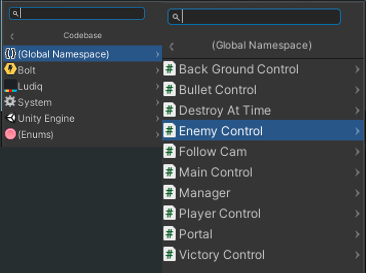 Codebase
(Global Namespace)
Bolt
Ludiq
System
Unity Engine
(Enums)
(Global Namespace)
Back Ground Control
Bullet Control
Destroy At Time
Enemy Control
Follow Cam
Main Control
Manager
Player Control
Portal
Victory Control